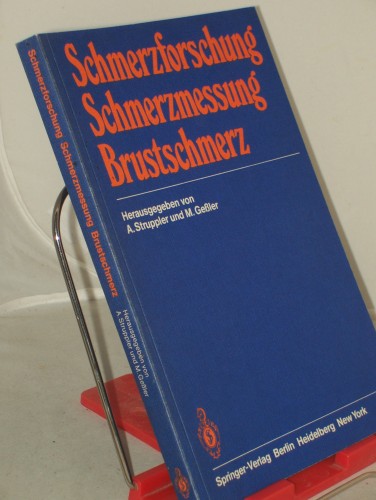 Schmerzforschung
Schmerzmessung
Brustschmerz
Herausgegeben von
A. Struppler und M. Geßler
Springer-Verlag Berlin Heidelberg New York
Schmerzforschung Schmerzmessung Brustschmerz
Herausgegeben von
A. Struppler und M. Geßler